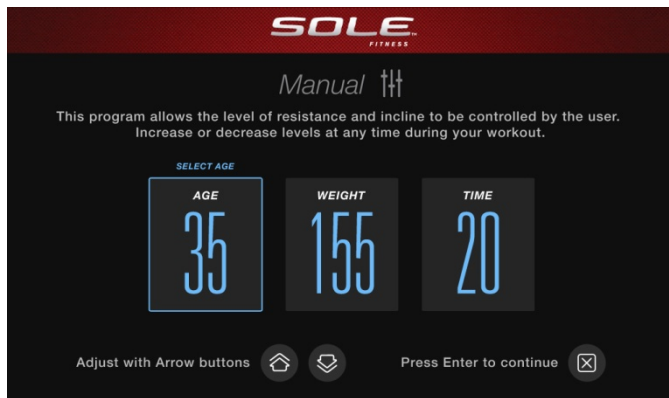 SOLE
FITNESS
Manual
This program allows the level of resistance and incline to be controlled by the user.
Increase or decrease levels at any time during your workout.
SELECT AGE
AGE
WEIGHT
TIME
35
155
20
Adjust with Arrow buttons
Press Enter to continue